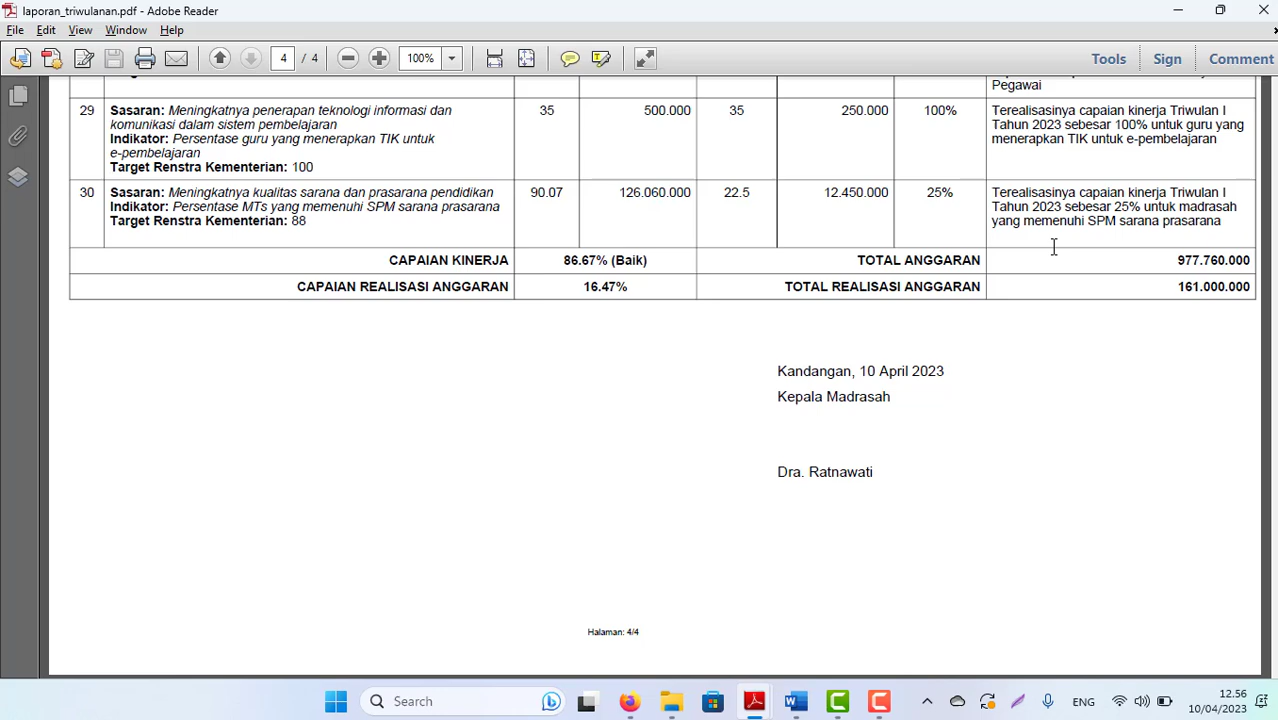 laporan_triwulanan.pdf - Adobe Reader
File Edit View Window Help
4 / 4 100% Tools Sign Comment
Pegawai
29 Sasaran: Meningkatnya penerapan teknologi informasi dan 35 500.000 35 250.000 100% Terealisasinya capaian kinerja Triwulan I
komunikasi dalam sistem pembelajaran Tahun 2023 sebesar 100% untuk guru yang
Indikator: Persentase guru yang menerapkan TIK untuk menerapkan TIK untuk e-pembelajaran
e-pembelajaran
Target Renstra Kementerian: 100
30 Sasaran: Meningkatnya kualitas sarana dan prasarana pendidikan 90.07 126.060.000 22.5 12.450.000 25% Terealisasinya capaian kinerja Triwulan I
Indikator: Persentase MTs yang memenuhi SPM sarana prasarana Tahun 2023 sebesar 25% untuk madrasah
Target Renstra Kementerian: 88 yang memenuhi SPM sarana prasarana
CAPAIAN KINERJA 86.67% (Baik) TOTAL ANGGARAN 977.760.000
CAPAIAN REALISASI ANGGARAN 16.47% TOTAL REALISASI ANGGARAN 161.000.000
Kandangan, 10 April 2023
Kepala Madrasah
Dra. Ratnawati
Halaman: 4/4
Search ENG 12.56
10/04/2023